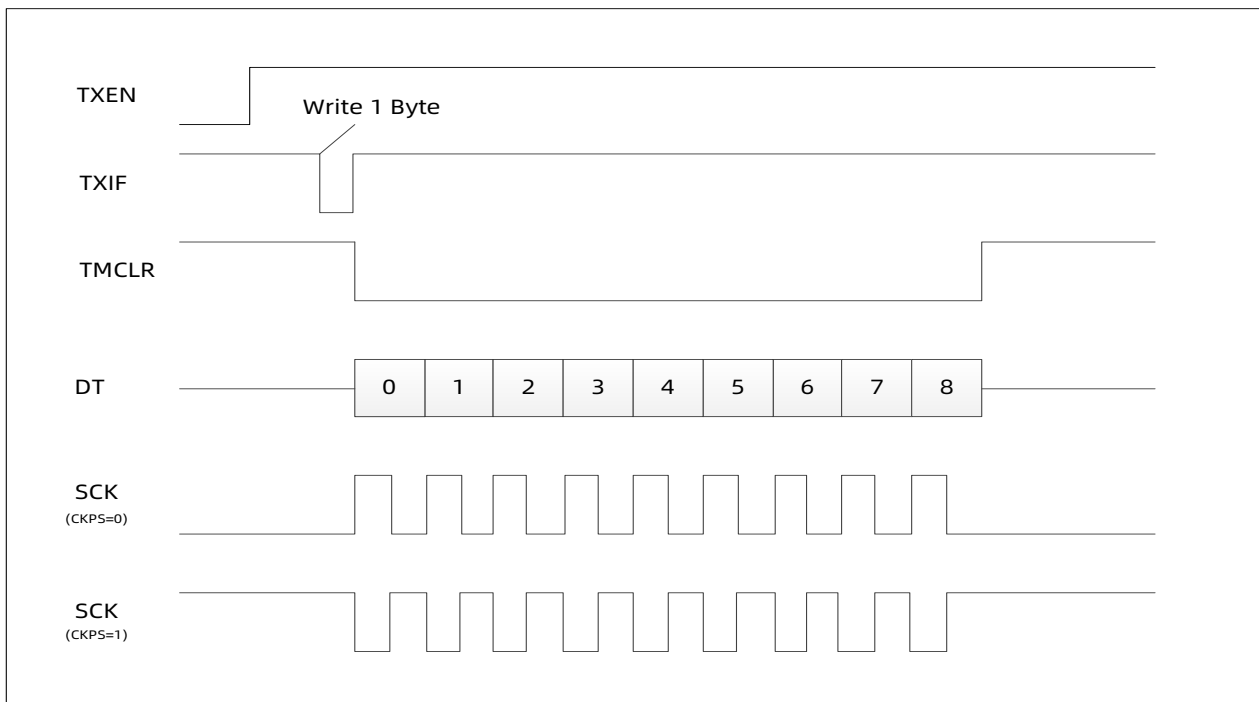 TXEN
Write 1 Byte
TXIF
TMCLR
DT
0 1 2 3 4 5 6 7 8
SCK
(CKPS=0)
SCK
(CKPS=1)